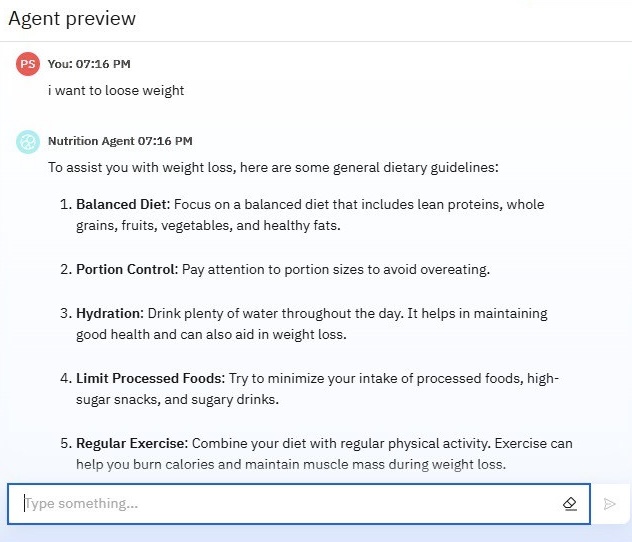 Agent preview
PS You: 07:16 PM
i want to loose weight
Nutrition Agent 07:16 PM
To assist you with weight loss, here are some general dietary guidelines:
1. Balanced Diet: Focus on a balanced diet that includes lean proteins, whole
grains, fruits, vegetables, and healthy fats.
2. Portion Control: Pay attention to portion sizes to avoid overeating.
3. Hydration: Drink plenty of water throughout the day. It helps in maintaining
good health and can also aid in weight loss.
4. Limit Processed Foods: Try to minimize your intake of processed foods, high-
sugar snacks, and sugary drinks.
5. Regular Exercise: Combine your diet with regular physical activity. Exercise can
help you burn calories and maintain muscle mass during weight loss.
Type something...